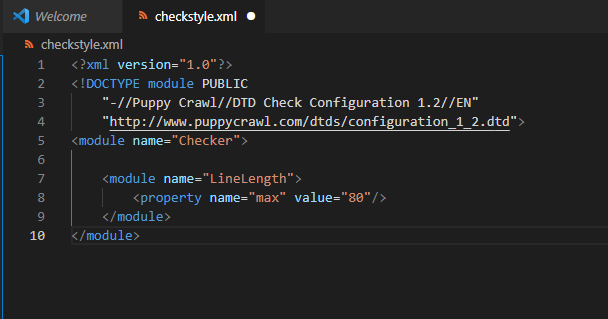 Welcome
checkstyle.xml
checkstyle.xml
1 <?xml version="1.0"?>
2 <!DOCTYPE module PUBLIC
3     "-//Puppy Crawl//DTD Check Configuration 1.2//EN"
4     "http://www.puppycrawl.com/dtds/configuration_1_2.dtd">
5 <module name="Checker">
6
7     <module name="LineLength">
8         <property name="max" value="80"/>
9     </module>
10 </module>